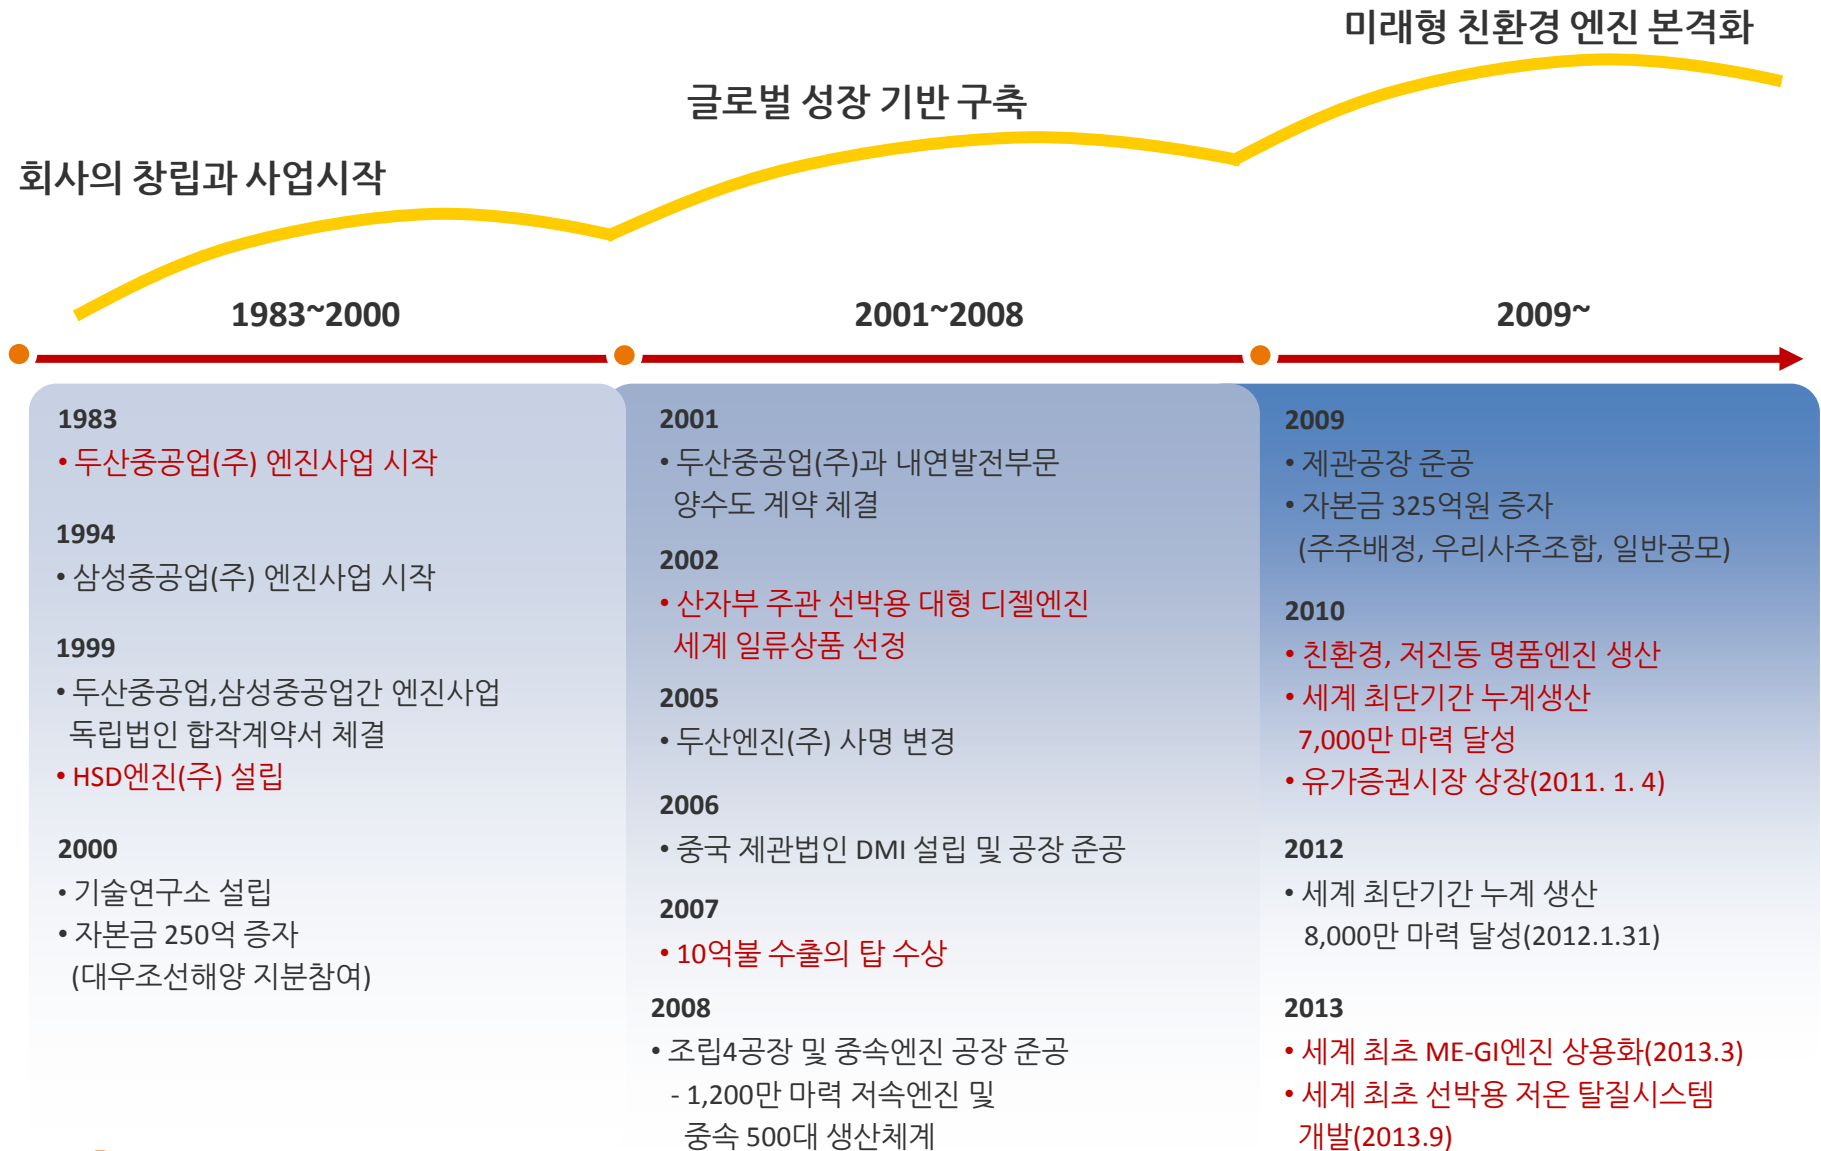 미래형 친환경 엔진 본격화
글로벌 성장 기반 구축
회사의 창립과 사업시작
1983~2000
2001~2008
2009~
1983
• 두산중공업(주) 엔진사업 시작
1994
• 삼성중공업(주) 엔진사업 시작
1999
• 두산중공업,삼성중공업간 엔진사업
독립법인 합작계약서 체결
• HSD엔진(주) 설립
2000
• 기술연구소 설립
• 자본금 250억 증자
(대우조선해양 지분참여)
2001
• 두산중공업(주)과 내연발전부문
양수도 계약 체결
2002
• 산자부 주관 선박용 대형 디젤엔진
세계 일류상품 선정
2005
• 두산엔진(주) 사명 변경
2006
• 중국 제관법인 DMI 설립 및 공장 준공
2007
• 10억불 수출의 탑 수상
2008
• 조립4공장 및 중속엔진 공장 준공
- 1,200만 마력 저속엔진 및
중속 500대 생산체계
2009
• 제관공장 준공
• 자본금 325억원 증자
(주주배정, 우리사주조합, 일반공모)
2010
• 친환경, 저진동 명품엔진 생산
• 세계 최단기간 누계생산
7,000만 마력 달성
• 유가증권시장 상장(2011. 1. 4)
2012
• 세계 최단기간 누계 생산
8,000만 마력 달성(2012.1.31)
2013
• 세계 최초 ME-GI엔진 상용화(2013.3)
• 세계 최초 선박용 저온 탈질시스템
개발(2013.9)